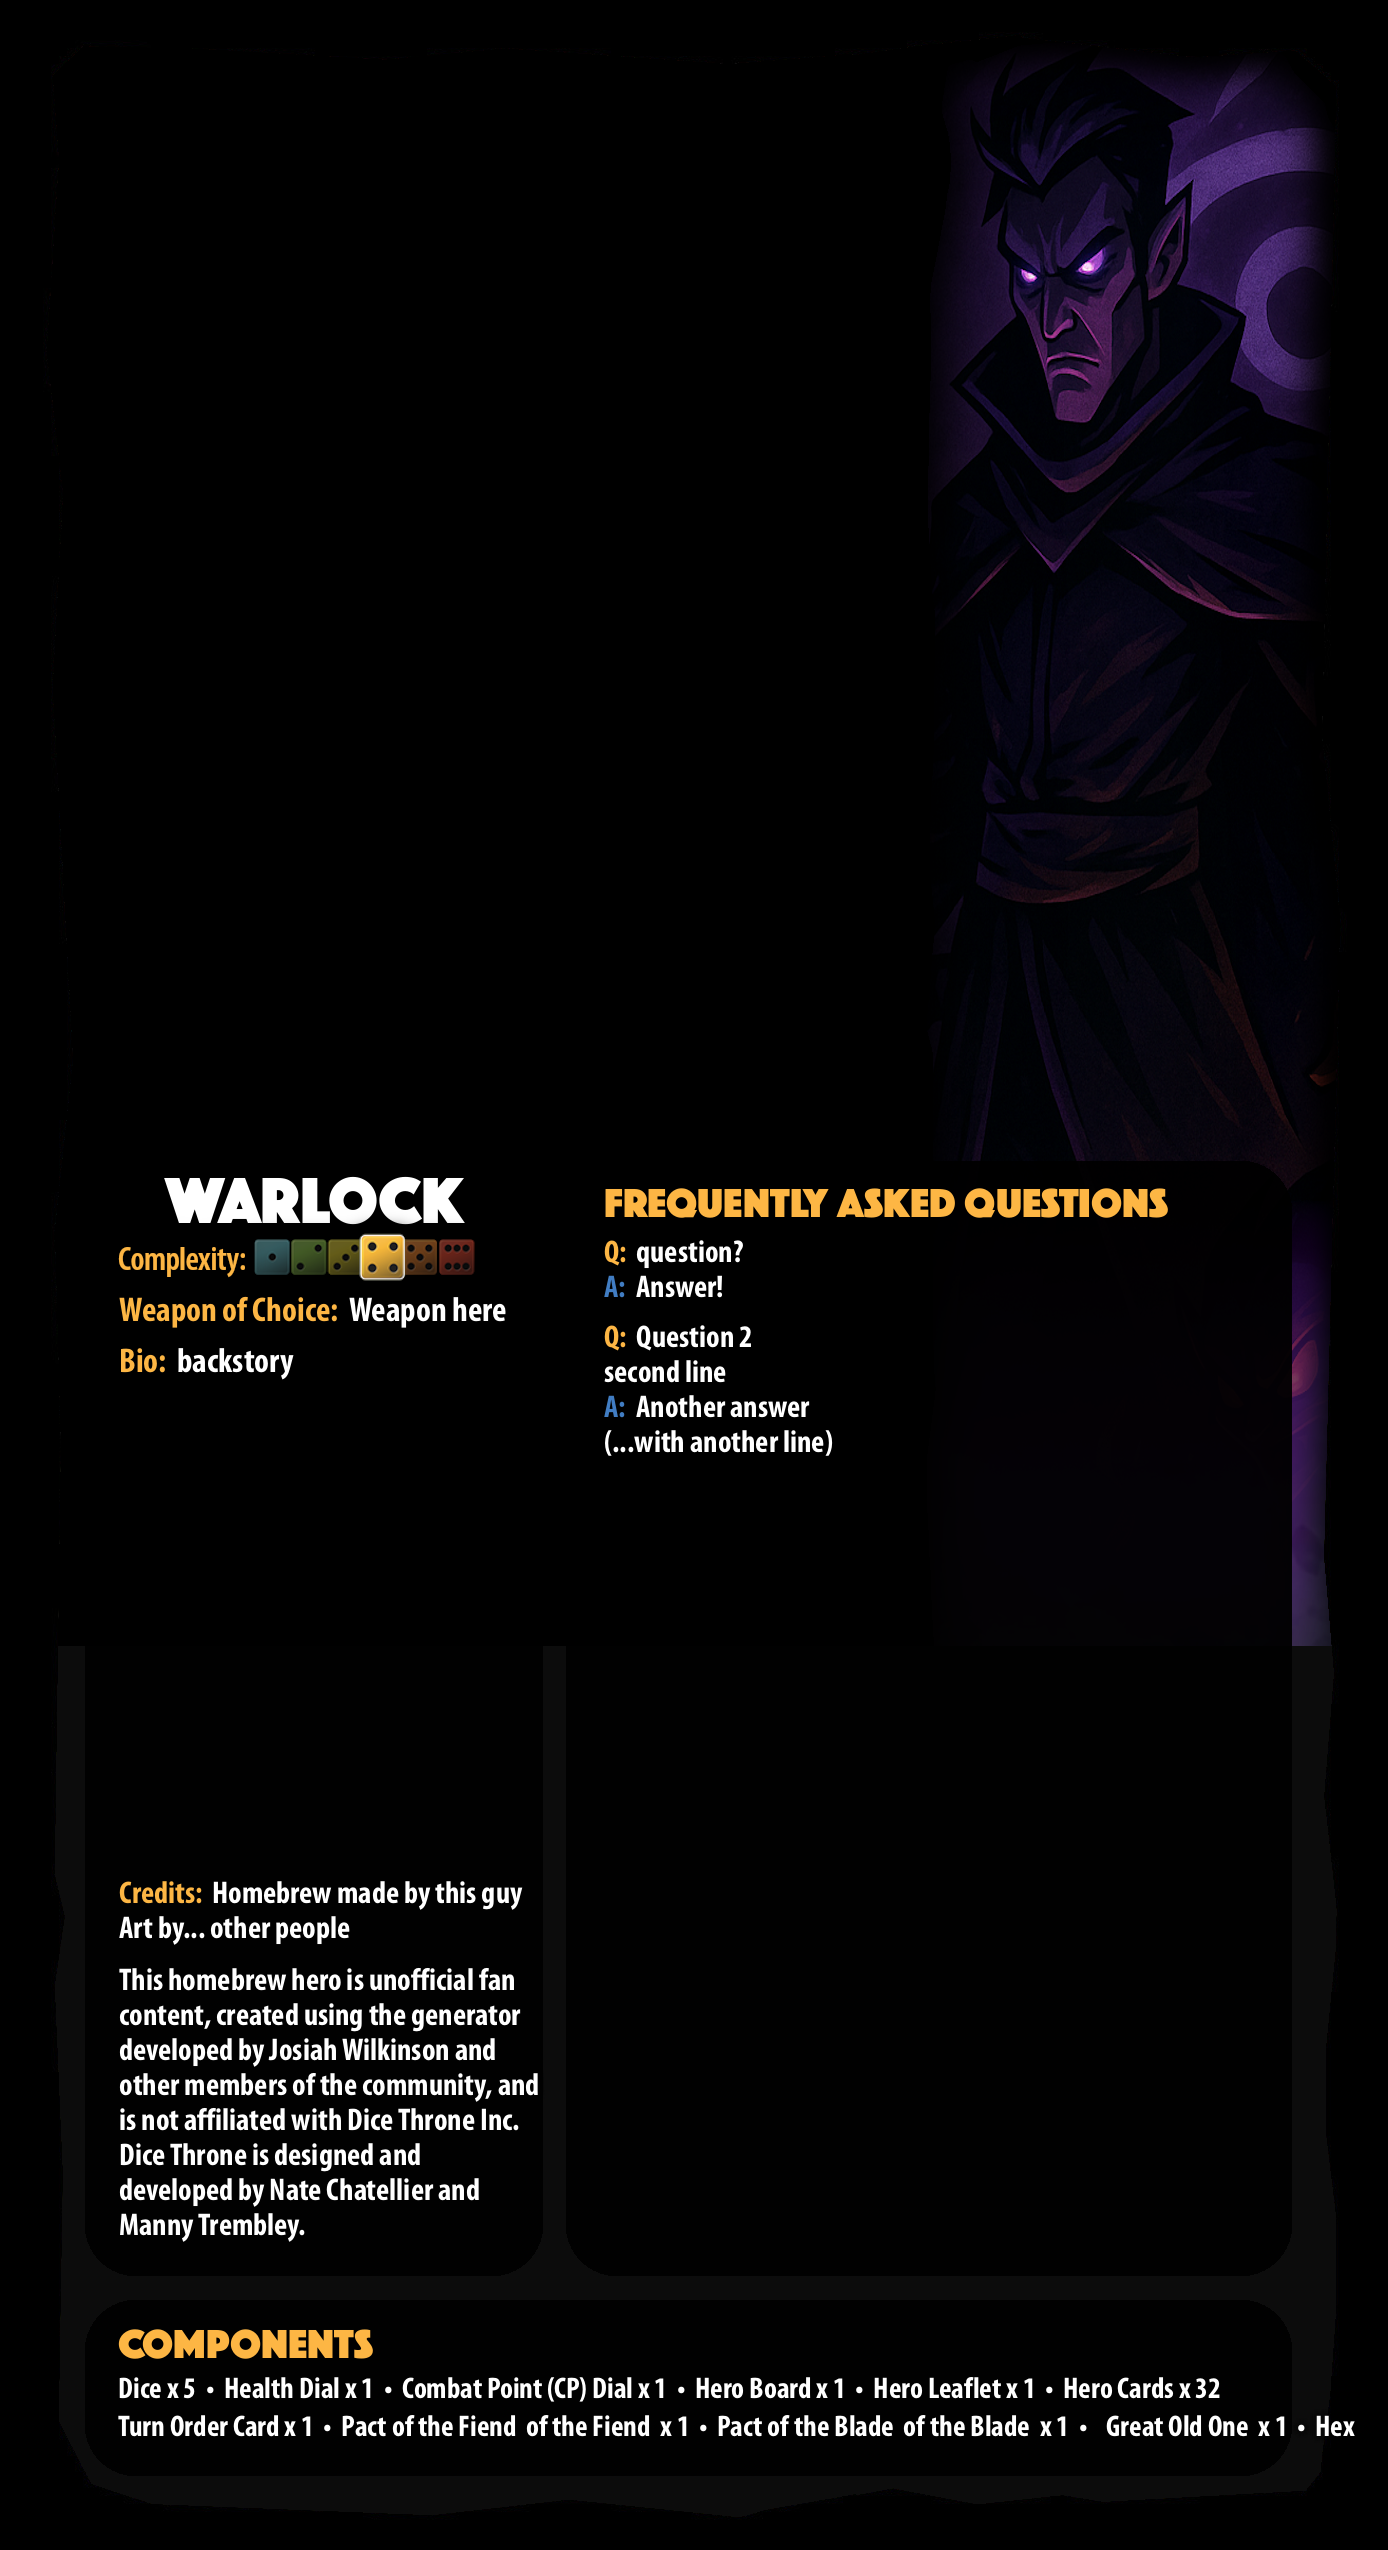 WARLOCK
Complexity:
Weapon of Choice: Weapon here
Bio: backstory
FREQUENTLY ASKED QUESTIONS
Q: question?
A: Answer!
Q: Question 2
second line
A: Another answer
(...with another line)
Credits: Homebrew made by this guy
Art by... other people
This homebrew hero is unofficial fan
content, created using the generator
developed by Josiah Wilkinson and
other members of the community, and
is not affiliated with Dice Throne Inc.
Dice Throne is designed and
developed by Nate Chatellier and
Manny Trembley.
COMPONENTS
Dice x 5 • Health Dial x 1 • Combat Point (CP) Dial x 1 • Hero Board x 1 • Hero Leaflet x 1 • Hero Cards x 32
Turn Order Card x 1 • Pact of the Fiend of the Fiend x 1 • Pact of the Blade of the Blade x 1 • Great Old One x 1 • Hex